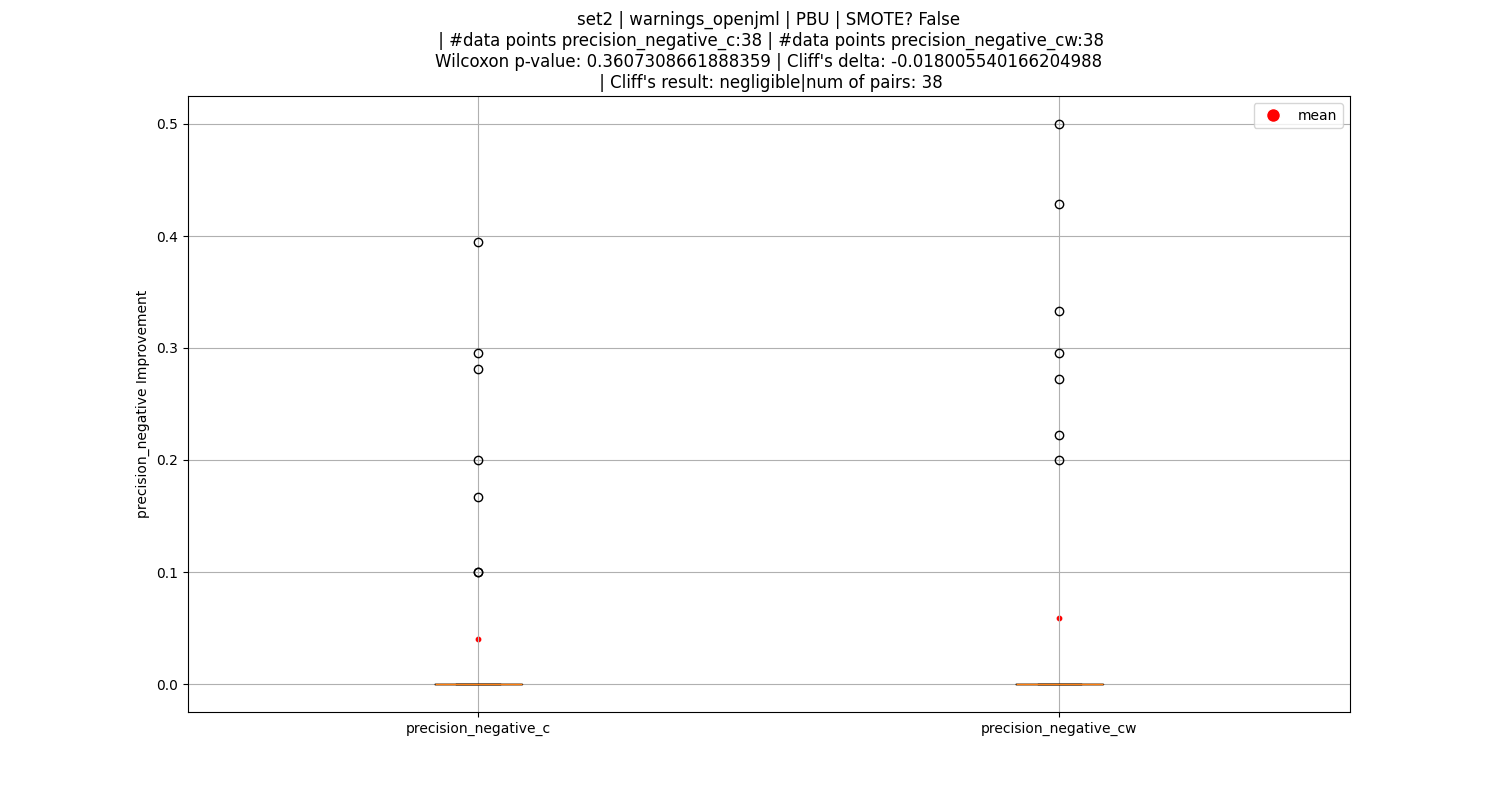 set2 | warnings_openjml | PBU | SMOTE? False
| #data points precision_negative_c:38 | #data points precision_negative_cw:38
Wilcoxon p-value: 0.3607308661888359 | Cliff's delta: -0.018005540166204988
| Cliff's result: negligible|num of pairs: 38
mean
precision_negative Improvement
0.5
0.4
0.3
0.2
0.1
0.0
precision_negative_c
precision_negative_cw